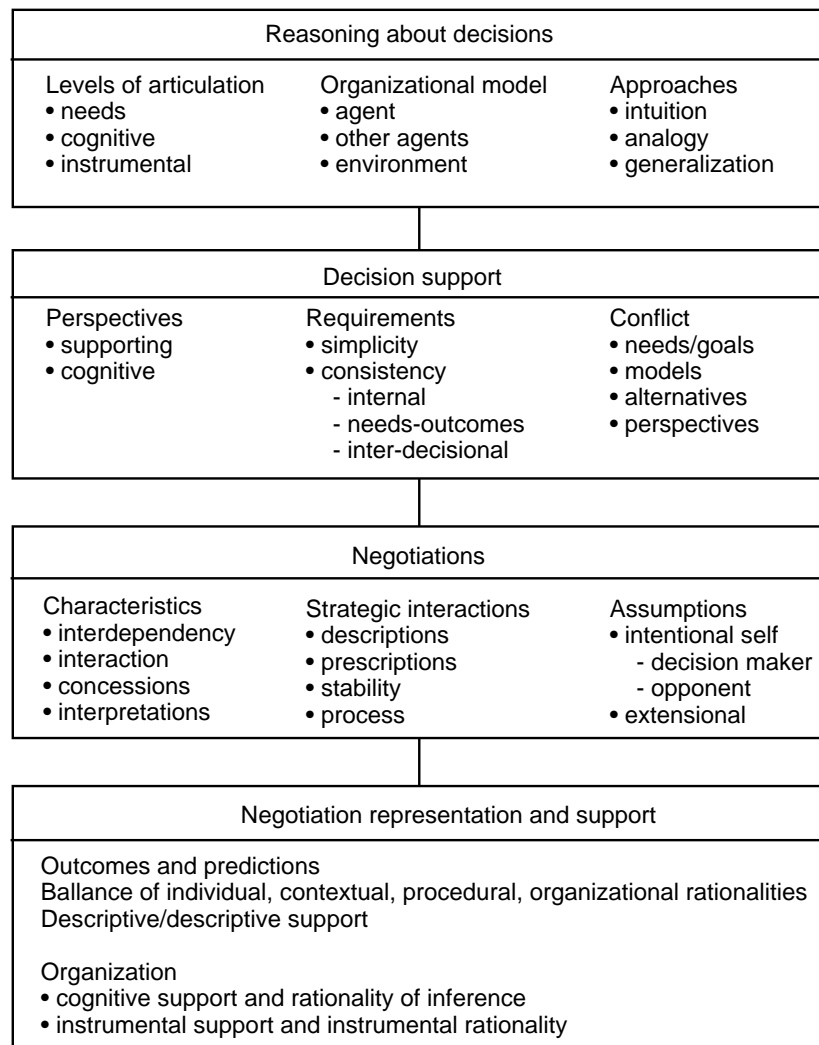 Reasoning about decisions
Levels of articulation
• needs
• cognitive
• instrumental
Organizational model
• agent
• other agents
• environment
Approaches
• intuition
• analogy
• generalization
Decision support
Perspectives
• supporting
• cognitive
Requirements
• simplicity
• consistency
- internal
- needs-outcomes
- inter-decisional
Conflict
• needs/goals
• models
• alternatives
• perspectives
Negotiations
Characteristics
• interdependency
• interaction
• concessions
• interpretations
Strategic interactions
• descriptions
• prescriptions
• stability
• process
Assumptions
• intentional self
- decision maker
- opponent
• extensional
Negotiation representation and support
Outcomes and predictions
Ballance of individual, contextual, procedural, organizational rationalities
Descriptive/descriptive support
Organization
• cognitive support and rationality of inference
• instrumental support and instrumental rationality